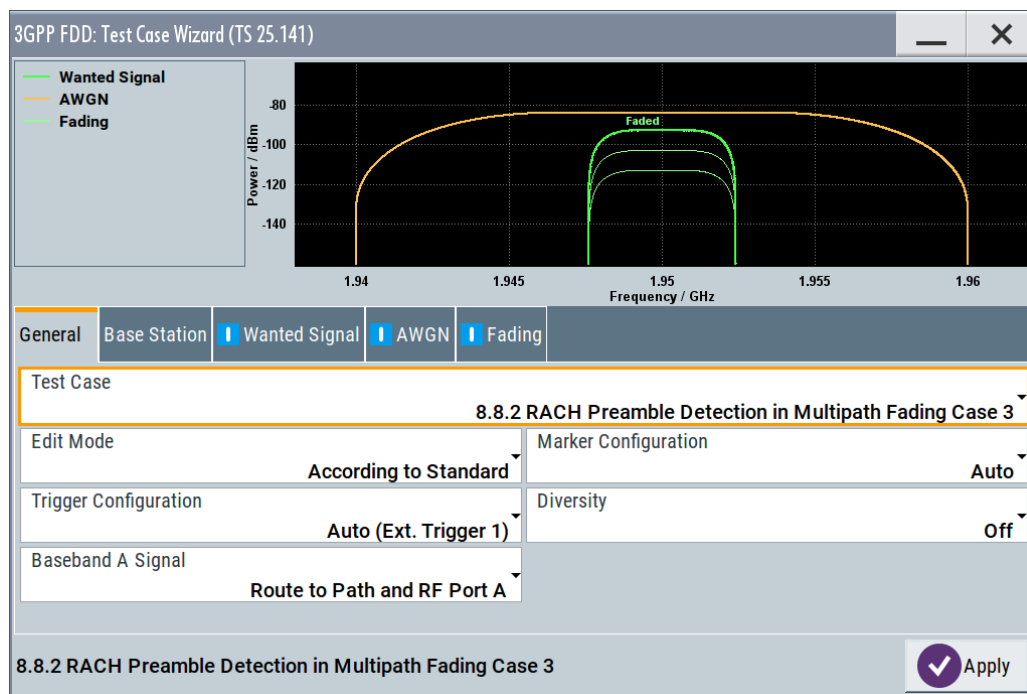 3GPP FDD: Test Case Wizard (TS 25.141)
Wanted Signal
AWGN
Fading
Power / dBm
-80
-100
-120
-140
Faded
1.94
1.945
1.95
1.955
1.96
Frequency / GHz
General
Base Station
Wanted Signal
AWGN
Fading
Test Case
8.8.2 RACH Preamble Detection in Multipath Fading Case 3
Edit Mode
According to Standard
Marker Configuration
Auto
Trigger Configuration
Auto (Ext. Trigger 1)
Diversity
Off
Baseband A Signal
Route to Path and RF Port A
8.8.2 RACH Preamble Detection in Multipath Fading Case 3
Apply